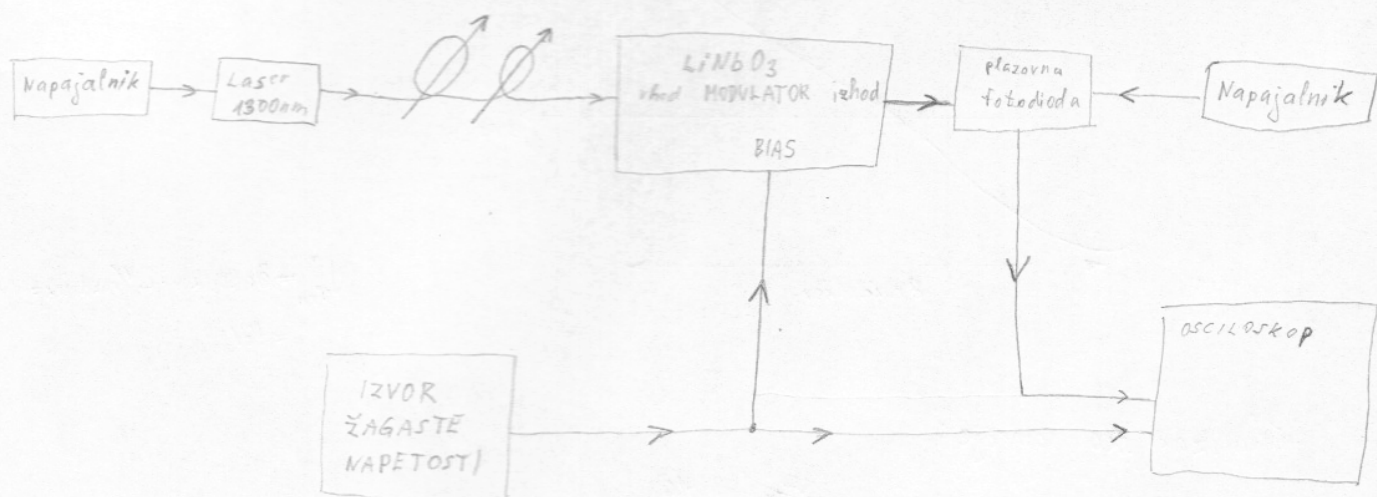 Napajalnik
Laser
1300nm
LiNbO3
vhod MODULATOR izhod
BIAS
plazovna
fotodioda
Napajalnik
IZVOR
ŽAGASTE
NAPETOSTI
OSCILOSKOP